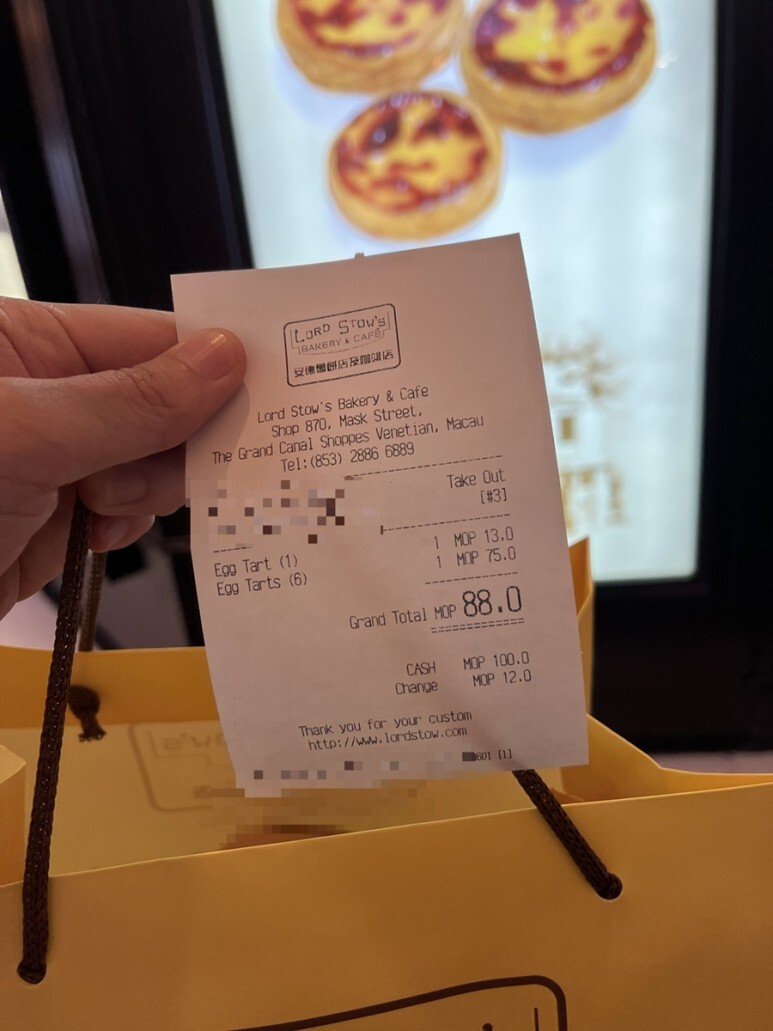 LORD STOW'S
BAKERY & CAFÉ
安德魯餅店及咖啡店
Lord Stow's Bakery & Cafe
Shop 870, Mask Street,
The Grand Canal Shoppes Venetian, Macau
Tel:(853) 2886 6889
Take Out
[#3]
Egg Tart (1) 1 MOP 13.0
Egg Tarts (6) 1 MOP 75.0
Grand Total MOP 88.0
CASH MOP 100.0
Change MOP 12.0
Thank you for your custom
http://www.lordstow.com
601 [1]